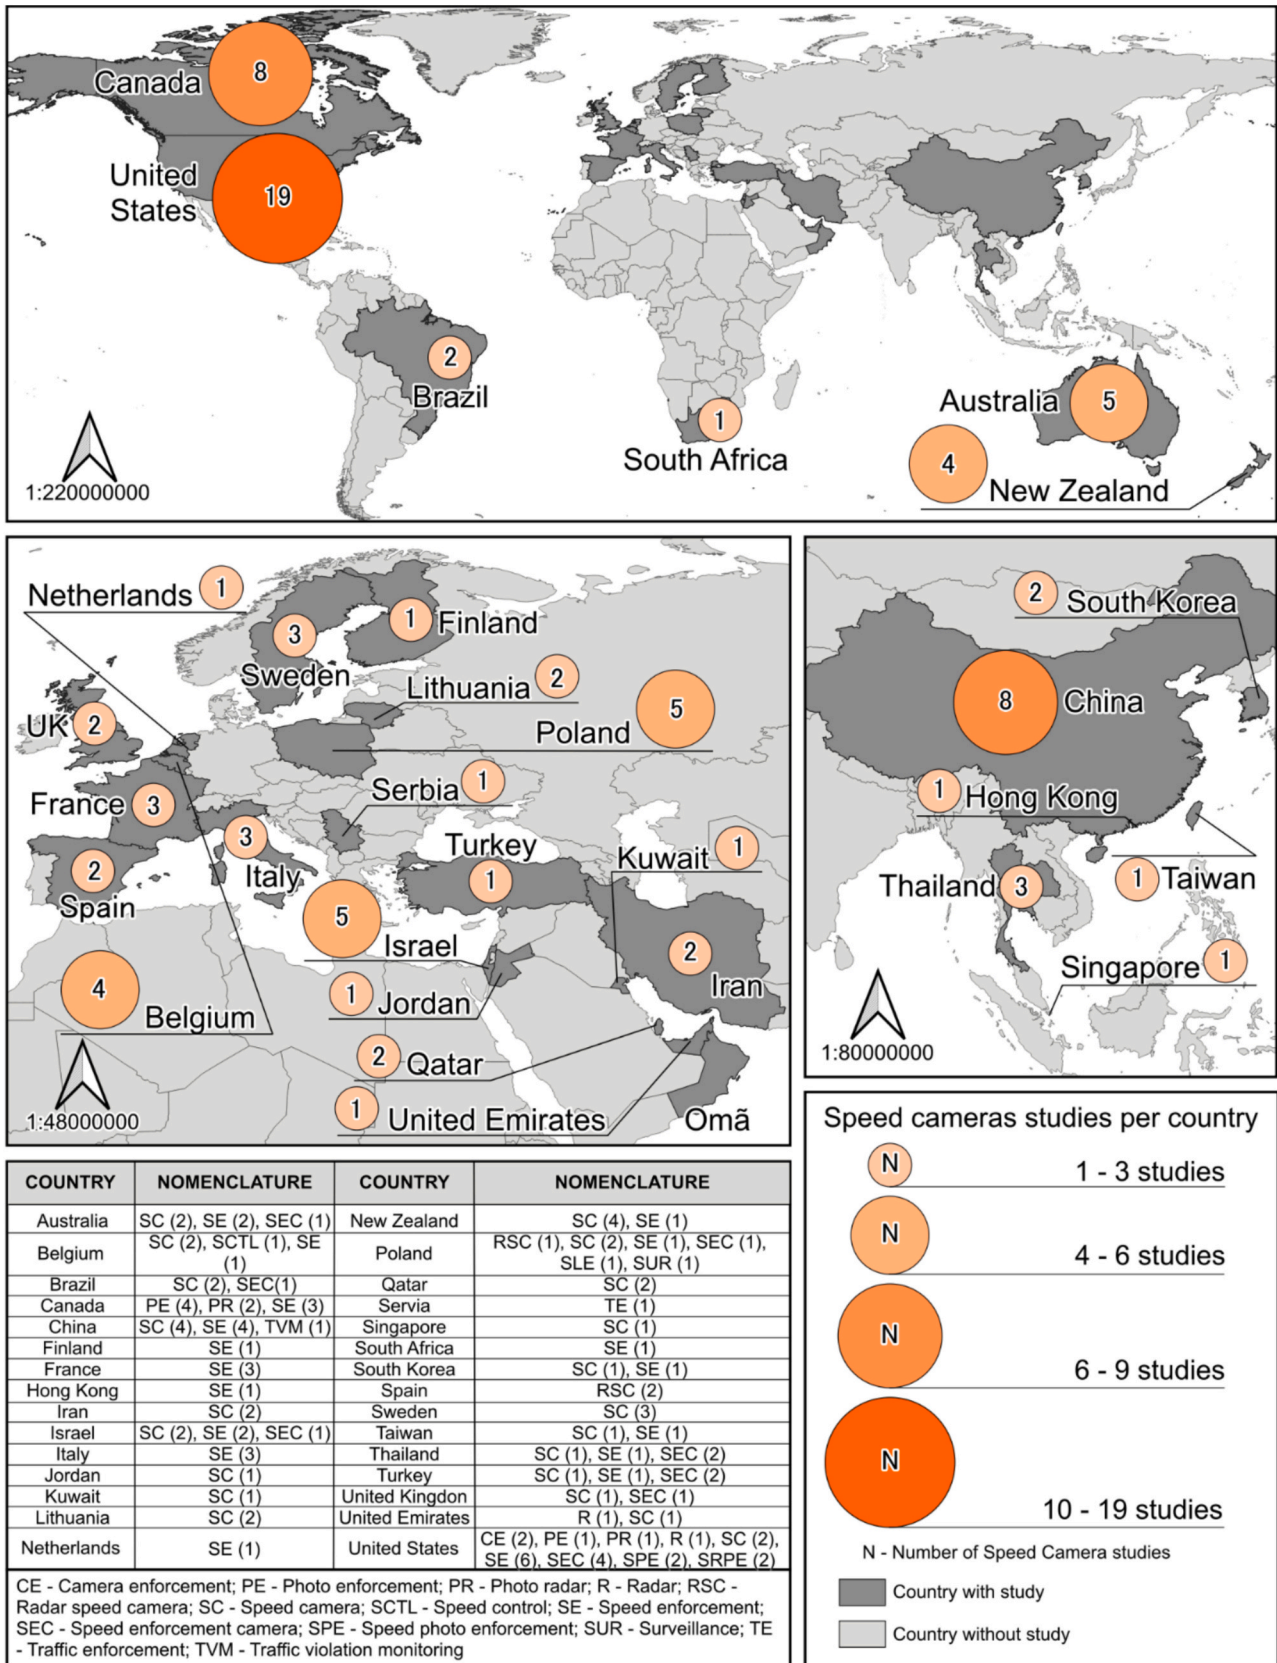 Canada
8
United
States
19
2
Brazil
1
South Africa
Australia
5
4
New Zealand
1:220000000
Netherlands
1
1
Finland
3
Sweden
Lithuania
2
5
Poland
UK
2
Serbia
1
France
3
3
Italy
Turkey
1
Kuwait
1
2
Spain
5
Israel
2
Iran
4
Belgium
1
Jordan
2
Qatar
1
United Emirates
Omã
1:48000000
2
South Korea
8
China
1
Hong Kong
Thailand
3
1
Taiwan
Singapore
1
1:80000000
COUNTRY NOMENCLATURE COUNTRY NOMENCLATURE
Australia SC (2), SE (2), SEC (1) New Zealand SC (4), SE (1)
Belgium SC (2), SCTL (1), SE (1) Poland RSC (1), SC (2), SE (1), SEC (1), SLE (1), SUR (1)
Brazil SC (2), SEC(1) Qatar SC (2)
Canada PE (4), PR (2), SE (3) Servia TE (1)
China SC (4), SE (4), TVM (1) Singapore SC (1)
Finland SE (1) South Africa SE (1)
France SE (3) South Korea SC (1), SE (1)
Hong Kong SE (1) Spain RSC (2)
Iran SC (2) Sweden SC (3)
Israel SC (2), SE (2), SEC (1) Taiwan SC (1), SE (1)
Italy SE (3) Thailand SC (1), SE (1), SEC (2)
Jordan SC (1) Turkey SC (1), SE (1), SEC (2)
Kuwait SC (1) United Kingdon SC (1), SEC (1)
Lithuania SC (2) United Emirates R (1), SC (1)
Netherlands SE (1) United States CE (2), PE (1), PR (1), R (1), SC (2), SE (6), SEC (4), SPE (2), SRPE (2)
CE - Camera enforcement; PE - Photo enforcement; PR - Photo radar; R - Radar; RSC -
Radar speed camera; SC - Speed camera; SCTL - Speed control; SE - Speed enforcement;
SEC - Speed enforcement camera; SPE - Speed photo enforcement; SUR - Surveillance; TE
- Traffic enforcement; TVM - Traffic violation monitoring
Speed cameras studies per country
N
1 - 3 studies
N
4 - 6 studies
N
6 - 9 studies
N
10 - 19 studies
N - Number of Speed Camera studies
Country with study
Country without study